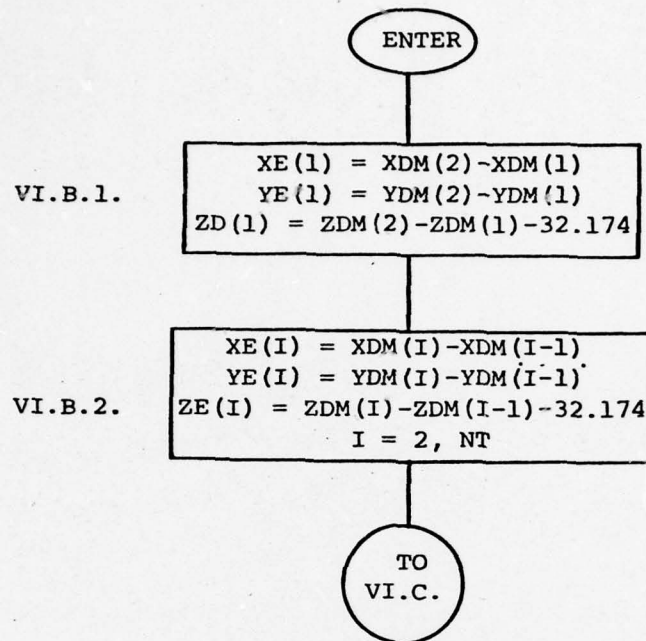 ENTER
VI.B.1.
XE(1) = XDM(2)-XDM(1)
YE(1) = YDM(2)-YDM(1)
ZD(1) = ZDM(2)-ZDM(1)-32.174
VI.B.2.
XE(I) = XDM(I)-XDM(I-1)
YE(I) = YDM(I)-YDM(I-1)
ZE(I) = ZDM(I)-ZDM(I-1)-32.174
I = 2, NT
TO
VI.C.